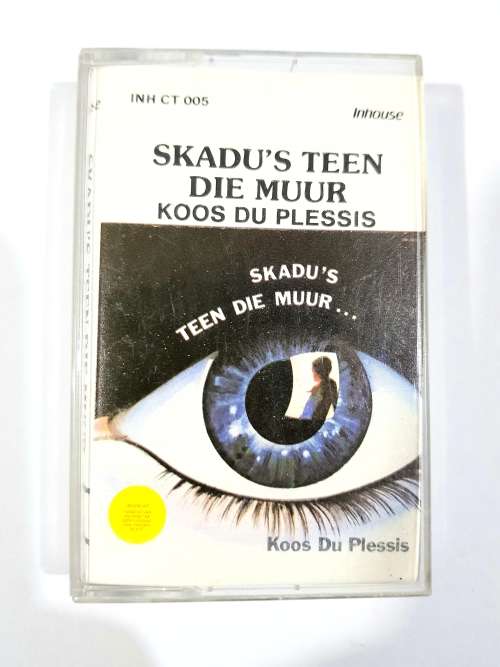 INH CT 005
Inhouse
SKADU'S TEEN
DIE MUUR
KOOS DU PLESSIS
SKADU'S
TEEN DIE MUUR...
Koos Du Plessis